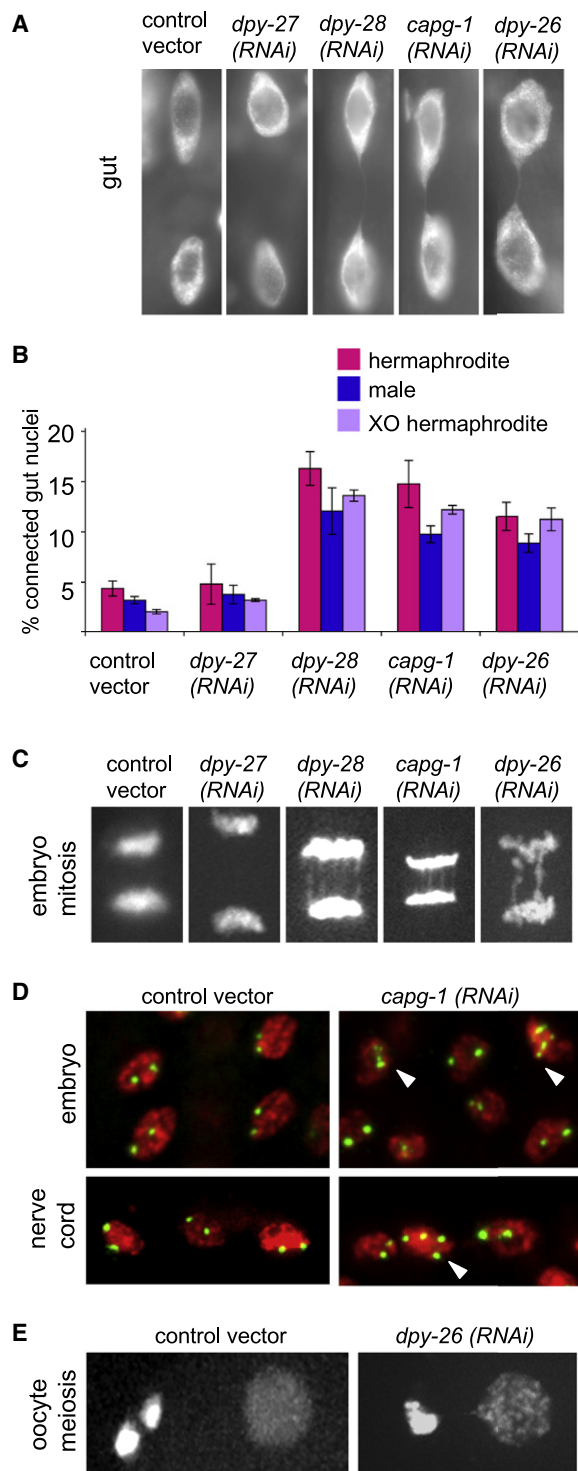 A
control vector
dpy-27 (RNAi)
dpy-28 (RNAi)
capg-1 (RNAi)
dpy-26 (RNAi)
gut
B
hermaphrodite
male
XO hermaphrodite
% connected gut nuclei
20
15
10
5
control vector
dpy-27 (RNAi)
dpy-28 (RNAi)
capg-1 (RNAi)
dpy-26 (RNAi)
C
control vector
dpy-27 (RNAi)
dpy-28 (RNAi)
capg-1 (RNAi)
dpy-26 (RNAi)
embryo mitosis
D
control vector
capg-1 (RNAi)
embryo
nerve cord
E
control vector
dpy-26 (RNAi)
oocyte meiosis